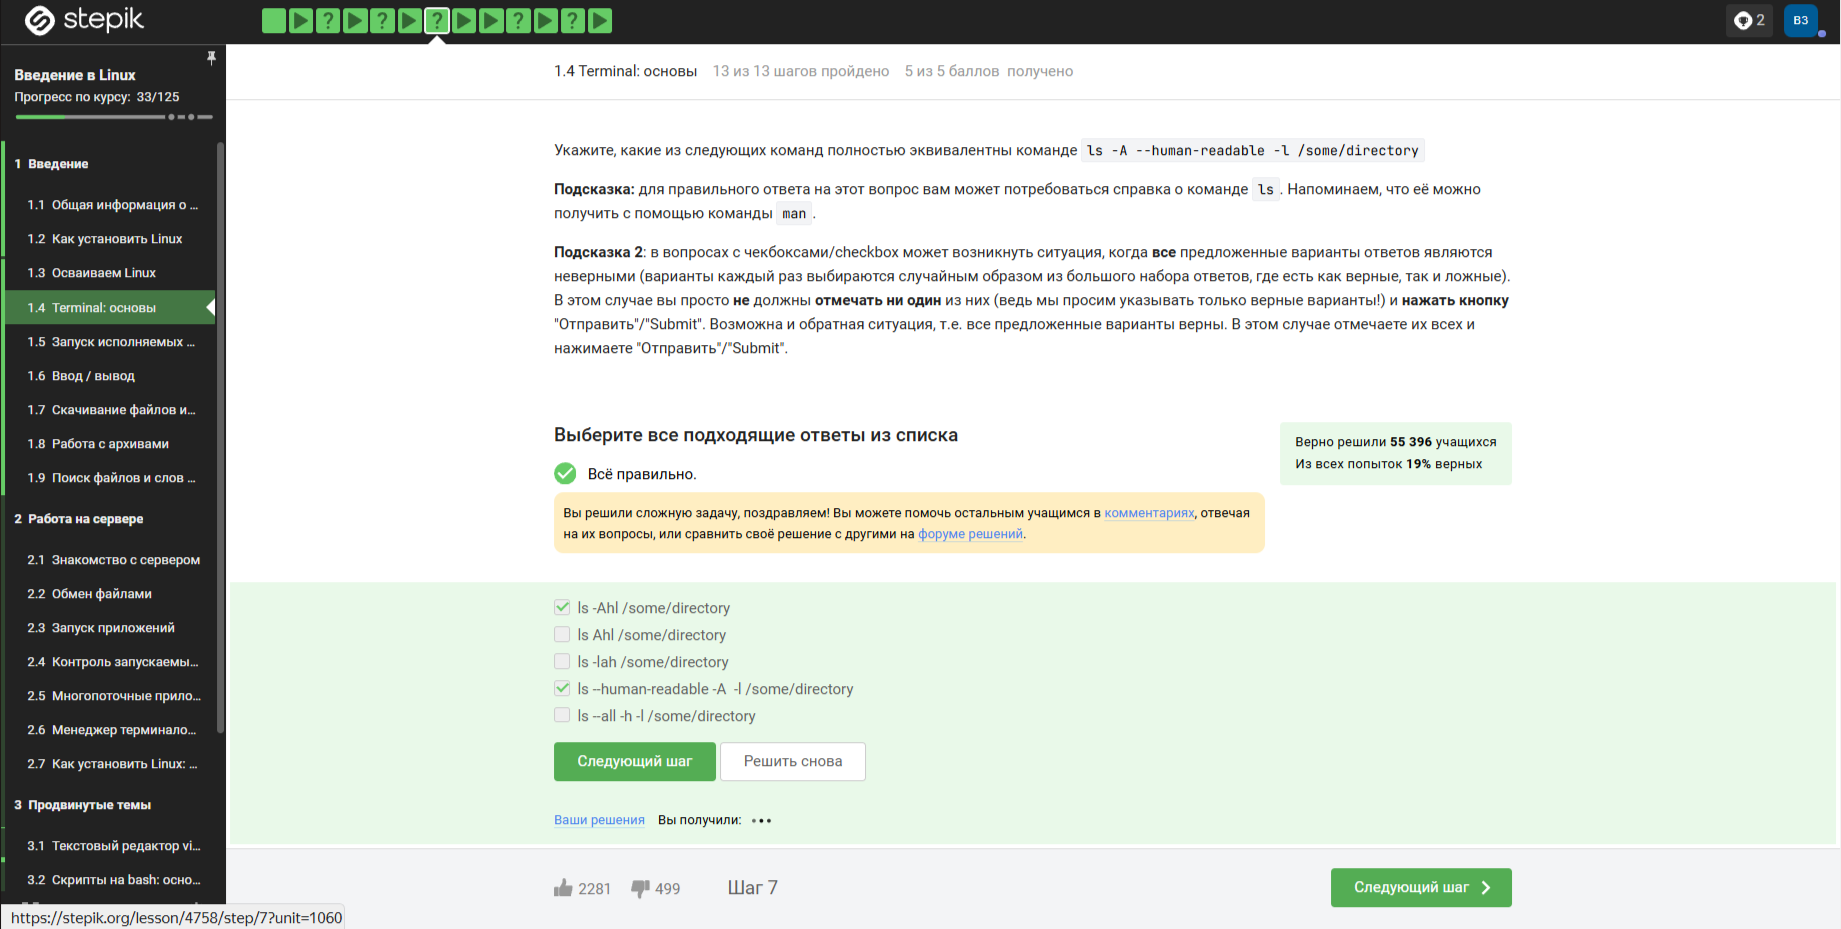 stepik
2
ВЗ
Введение в Linux
Прогресс по курсу: 33/125
1 Введение
1.1 Общая информация о ...
1.2 Как установить Linux
1.3 Осваиваем Linux
1.4 Terminal: основы
1.5 Запуск исполняемых ...
1.6 Ввод / вывод
1.7 Скачивание файлов и...
1.8 Работа с архивами
1.9 Поиск файлов и слов ...
2 Работа на сервере
2.1 Знакомство с сервером
2.2 Обмен файлами
2.3 Запуск приложений
2.4 Контроль запускаемы...
2.5 Многопоточные прило...
2.6 Менеджер терминало...
2.7 Как установить Linux: ...
3 Продвинутые темы
3.1 Текстовый редактор vi...
3.2 Скрипты на bash: осно...
https://stepik.org/lesson/4758/step/7?unit=1060
1.4 Terminal: основы 13 из 13 шагов пройдено 5 из 5 баллов получено
Укажите, какие из следующих команд полностью эквивалентны команде ls -A --human-readable -l /some/directory
Подсказка: для правильного ответа на этот вопрос вам может потребоваться справка о команде ls. Напоминаем, что её можно
получить с помощью команды man.
Подсказка 2: в вопросах с чекбоксами/checkbox может возникнуть ситуация, когда все предложенные варианты ответов являются
неверными (варианты каждый раз выбираются случайным образом из большого набора ответов, где есть как верные, так и ложные).
В этом случае вы просто не должны отмечать ни один из них (ведь мы просим указывать только верные варианты!) и нажать кнопку
"Отправить"/"Submit". Возможна и обратная ситуация, т.е. все предложенные варианты верны. В этом случае отмечаете их всех и
нажимаете "Отправить"/"Submit".
Выберите все подходящие ответы из списка
Верно решили 55 396 учащихся
Из всех попыток 19% верных
Всё правильно.
Вы решили сложную задачу, поздравляем! Вы можете помочь остальным учащимся в комментариях, отвечая
на их вопросы, или сравнить своё решение с другими на форуме решений.
ls -Ahl /some/directory
ls Ahl /some/directory
ls -lah /some/directory
ls --human-readable -A -l /some/directory
ls --all -h -l /some/directory
Следующий шаг
Решить снова
Ваши решения Вы получили:
2281 499 Шаг 7
Следующий шаг